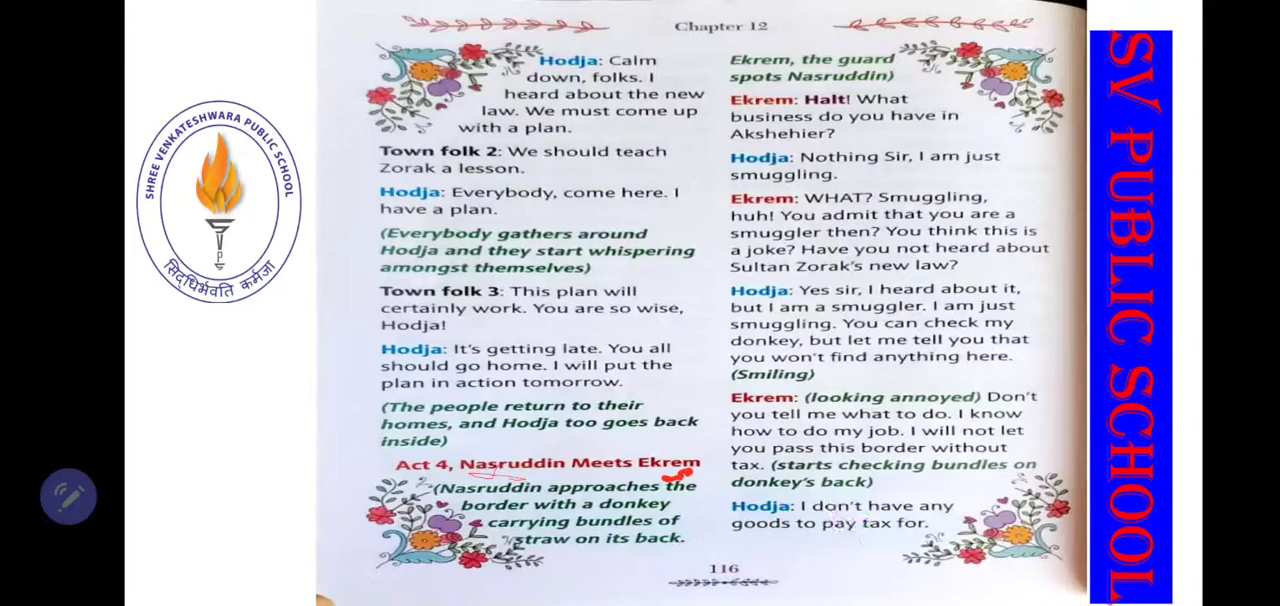 Chapter 12
Hodja: Calm
down, folks. I
heard about the new
law. We must come up
with a plan.
Town folk 2: We should teach
Zorak a lesson.
Hodja: Everybody, come here. I
have a plan.
(Everybody gathers around
Hodja and they start whispering
amongst themselves)
Town folk 3: This plan will
certainly work. You are so wise,
Hodja!
Hodja: It's getting late. You all
should go home. I will put the
plan in action tomorrow.
(The people return to their
homes, and Hodja too goes back
inside)
Act 4, Nasruddin Meets Ekrem
(Nasruddin approaches the
border with a donkey
carrying bundles of
straw on its back.
Ekrem, the guard
spots Nasruddin)
Ekrem: Halt! What
business do you have in
Akshehier?
Hodja: Nothing Sir, I am just
smuggling.
Ekrem: WHAT? Smuggling,
huh! You admit that you are a
smuggler then? You think this is
a joke? Have you not heard about
Sultan Zorak's new law?
Hodja: Yes sir, I heard about it,
but I am a smuggler. I am just
smuggling. You can check my
donkey, but let me tell you that
you won't find anything here.
(Smiling)
Ekrem: (looking annoyed) Don't
you tell me what to do. I know
how to do my job. I will not let
you pass this border without
tax. (starts checking bundles on
donkey's back)
Hodja: I don't have any
goods to pay tax for.
116
SHREE VENKATESHWARA PUBLIC SCHOOL
SVPS
सिद्धिर्भवति कर्मजा
SV PUBLIC SCHOOL